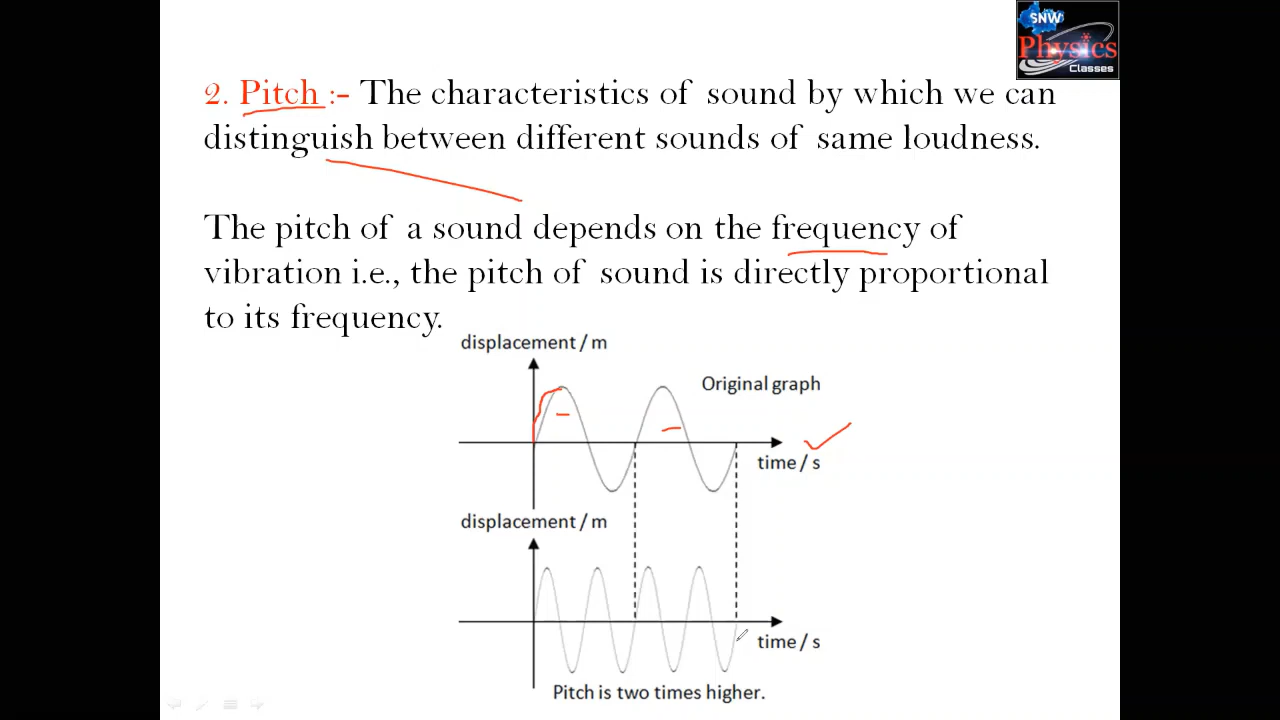 SNW
Physics
Classes
2. Pitch :- The characteristics of sound by which we can
distinguish between different sounds of same loudness.
The pitch of a sound depends on the frequency of
vibration i.e., the pitch of sound is directly proportional
to its frequency.
displacement / m
Original graph
time / s
displacement / m
time / s
Pitch is two times higher.